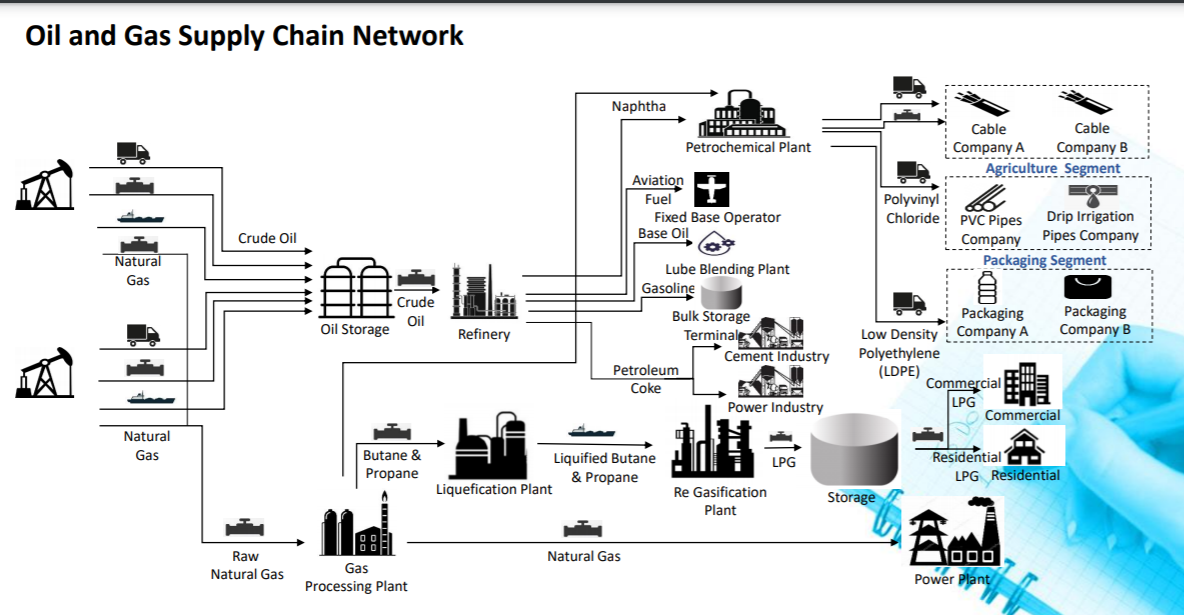 Oil and Gas Supply Chain Network
Naphtha
Petrochemical Plant
Cable
Company A
Cable
Company B
Agriculture Segment
Polyvinyl
Chloride
PVC Pipes
Company
Drip Irrigation
Pipes Company
Packaging Segment
Packaging
Company A
Packaging
Company B
Low Density
Polyethylene
(LDPE)
Aviation
Fuel
Fixed Base Operator
Base Oil
Lube Blending Plant
Gasoline
Bulk Storage
Terminal
Cement Industry
Petroleum
Coke
Power Industry
Crude Oil
Natural
Gas
Oil Storage
Crude
Oil
Refinery
Natural
Gas
Butane &
Propane
Liquefication Plant
Liquified Butane
& Propane
Re Gasification
Plant
LPG
Storage
Commercial
LPG
Commercial
Residential
LPG
Residential
Raw
Natural Gas
Gas
Processing Plant
Natural Gas
Power Plant